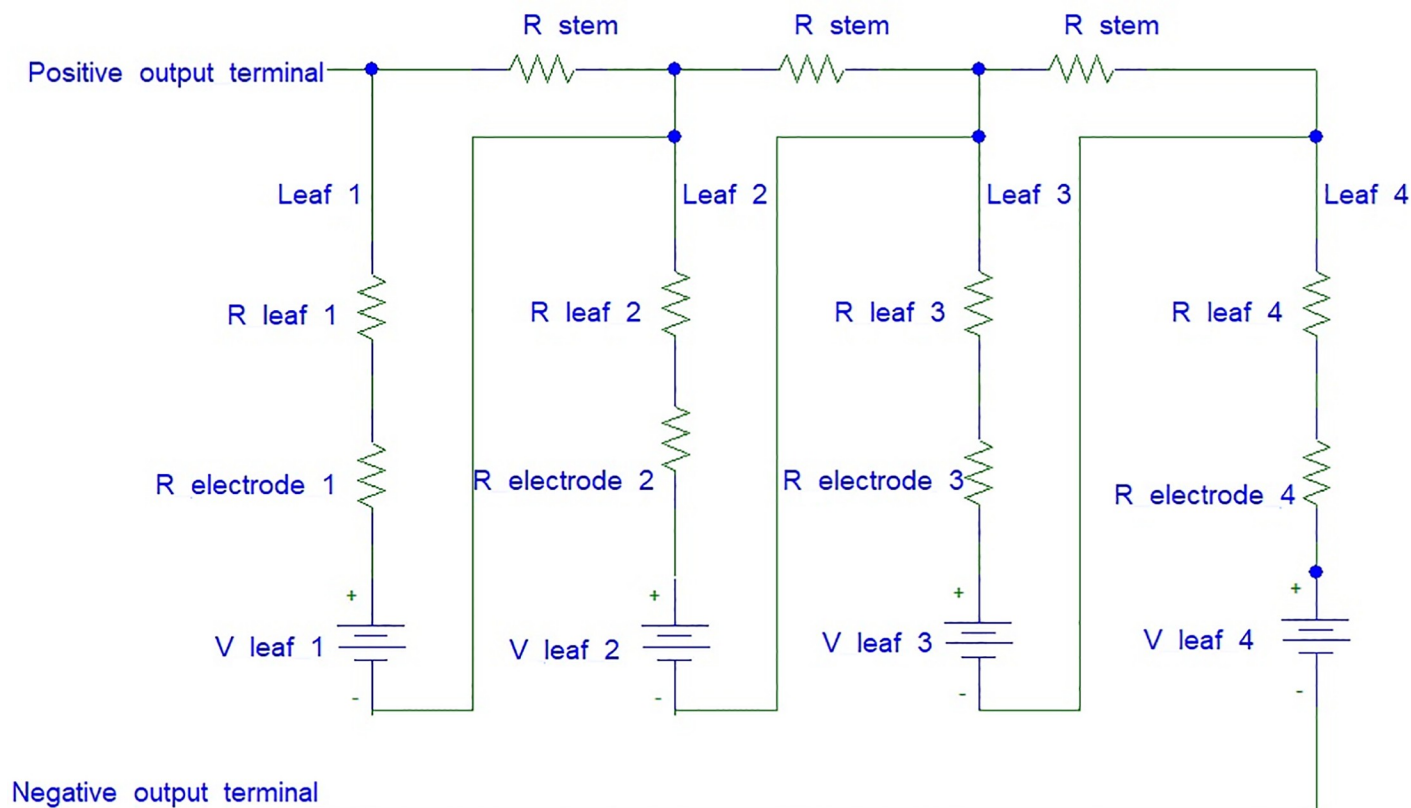 R stem R stem R stem
Positive output terminal
Leaf 1 Leaf 2 Leaf 3 Leaf 4
R leaf 1 R leaf 2 R leaf 3 R leaf 4
R electrode 1 R electrode 2 R electrode 3 R electrode 4
+ + + +
V leaf 1 V leaf 2 V leaf 3 V leaf 4
- - - -
Negative output terminal